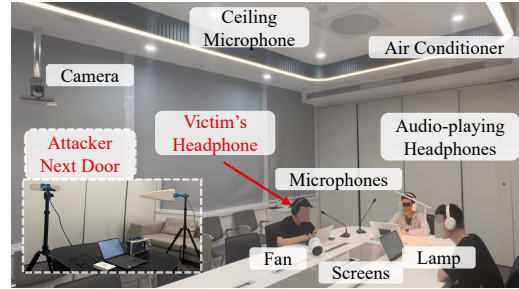 Ceiling
Microphone
Air Conditioner
Camera
Attacker
Next Door
Victim's
Headphone
Audio-playing
Headphones
Microphones
Fan
Screens
Lamp